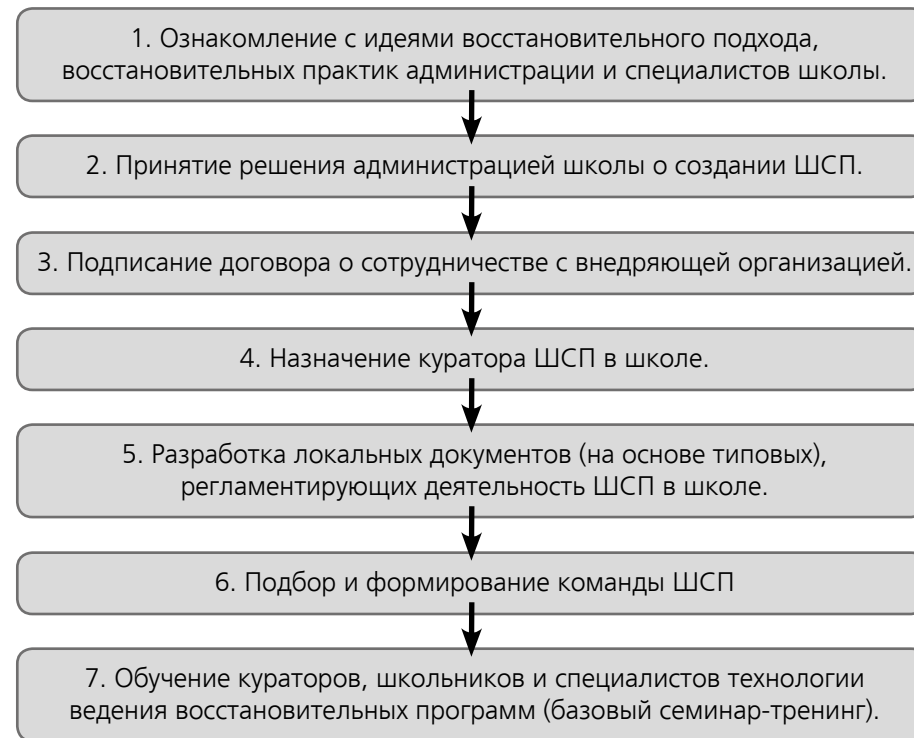 1. Ознакомление с идеями восстановительного подхода,
восстановительных практик администрации и специалистов школы.
2. Принятие решения администрацией школы о создании ШСП.
3. Подписание договора о сотрудничестве с внедряющей организацией.
4. Назначение куратора ШСП в школе.
5. Разработка локальных документов (на основе типовых),
регламентирующих деятельность ШСП в школе.
6. Подбор и формирование команды ШСП
7. Обучение кураторов, школьников и специалистов технологии
ведения восстановительных программ (базовый семинар-тренинг).